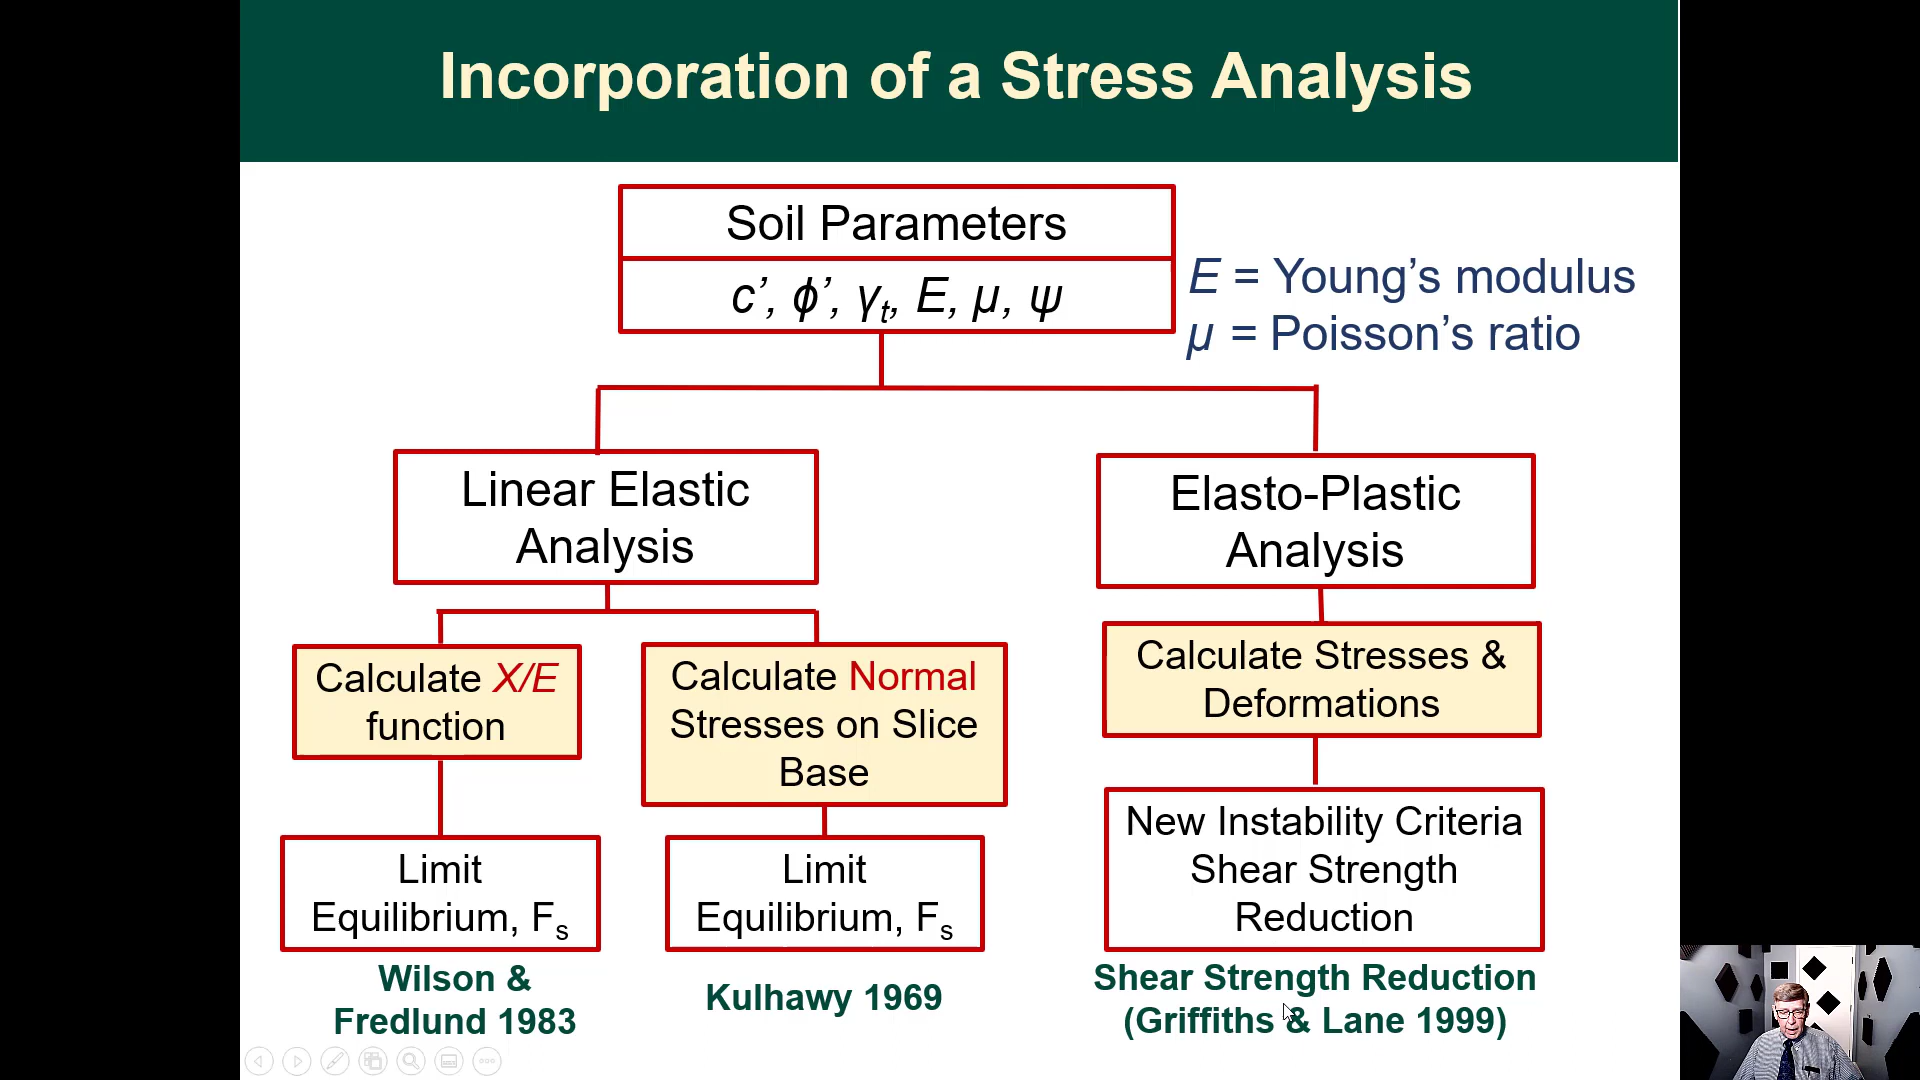 Incorporation of a Stress Analysis
Soil Parameters
c’, ϕ’, γt, E, μ, ψ
E = Young’s modulus
μ = Poisson’s ratio
Linear Elastic
Analysis
Elasto-Plastic
Analysis
Calculate X/E
function
Calculate Normal
Stresses on Slice
Base
Calculate Stresses &
Deformations
Limit
Equilibrium, Fs
Limit
Equilibrium, Fs
New Instability Criteria
Shear Strength
Reduction
Wilson &
Fredlund 1983
Kulhawy 1969
Shear Strength Reduction
(Griffiths & Lane 1999)